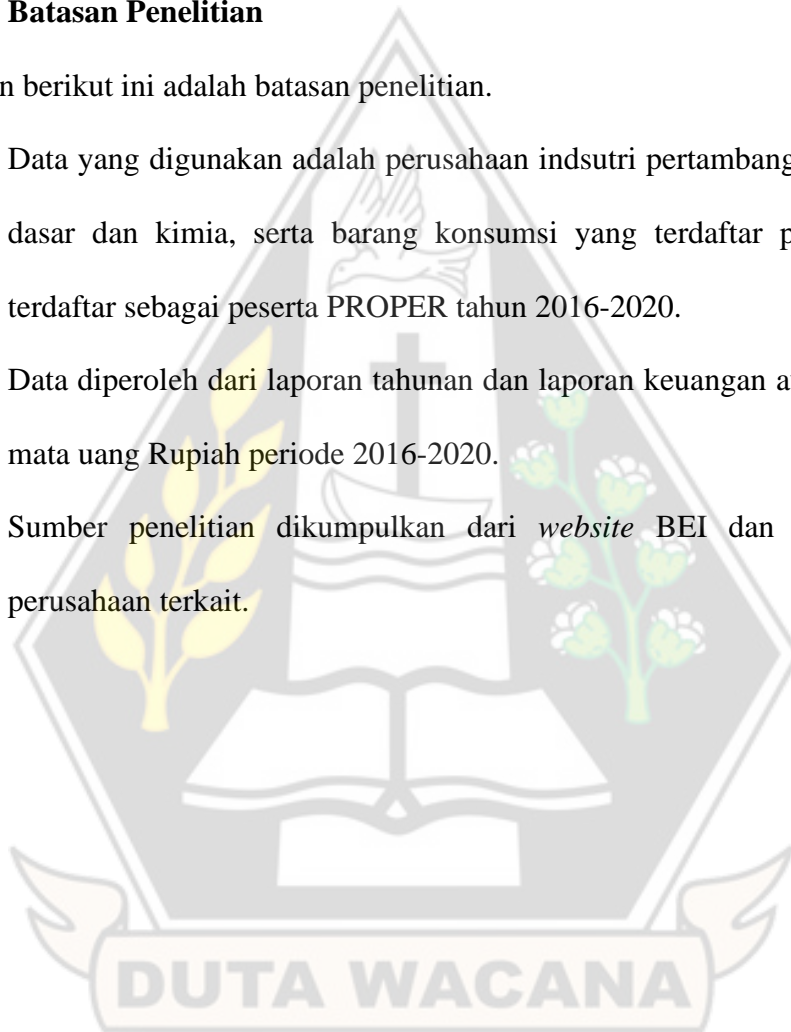 Batasan Penelitian
n berikut ini adalah batasan penelitian.
Data yang digunakan adalah perusahaan indsutri pertambang
dasar dan kimia, serta barang konsumsi yang terdaftar p
terdaftar sebagai peserta PROPER tahun 2016-2020.
Data diperoleh dari laporan tahunan dan laporan keuangan a
mata uang Rupiah periode 2016-2020.
Sumber penelitian dikumpulkan dari website BEI dan
perusahaan terkait.
DUTA WACANA